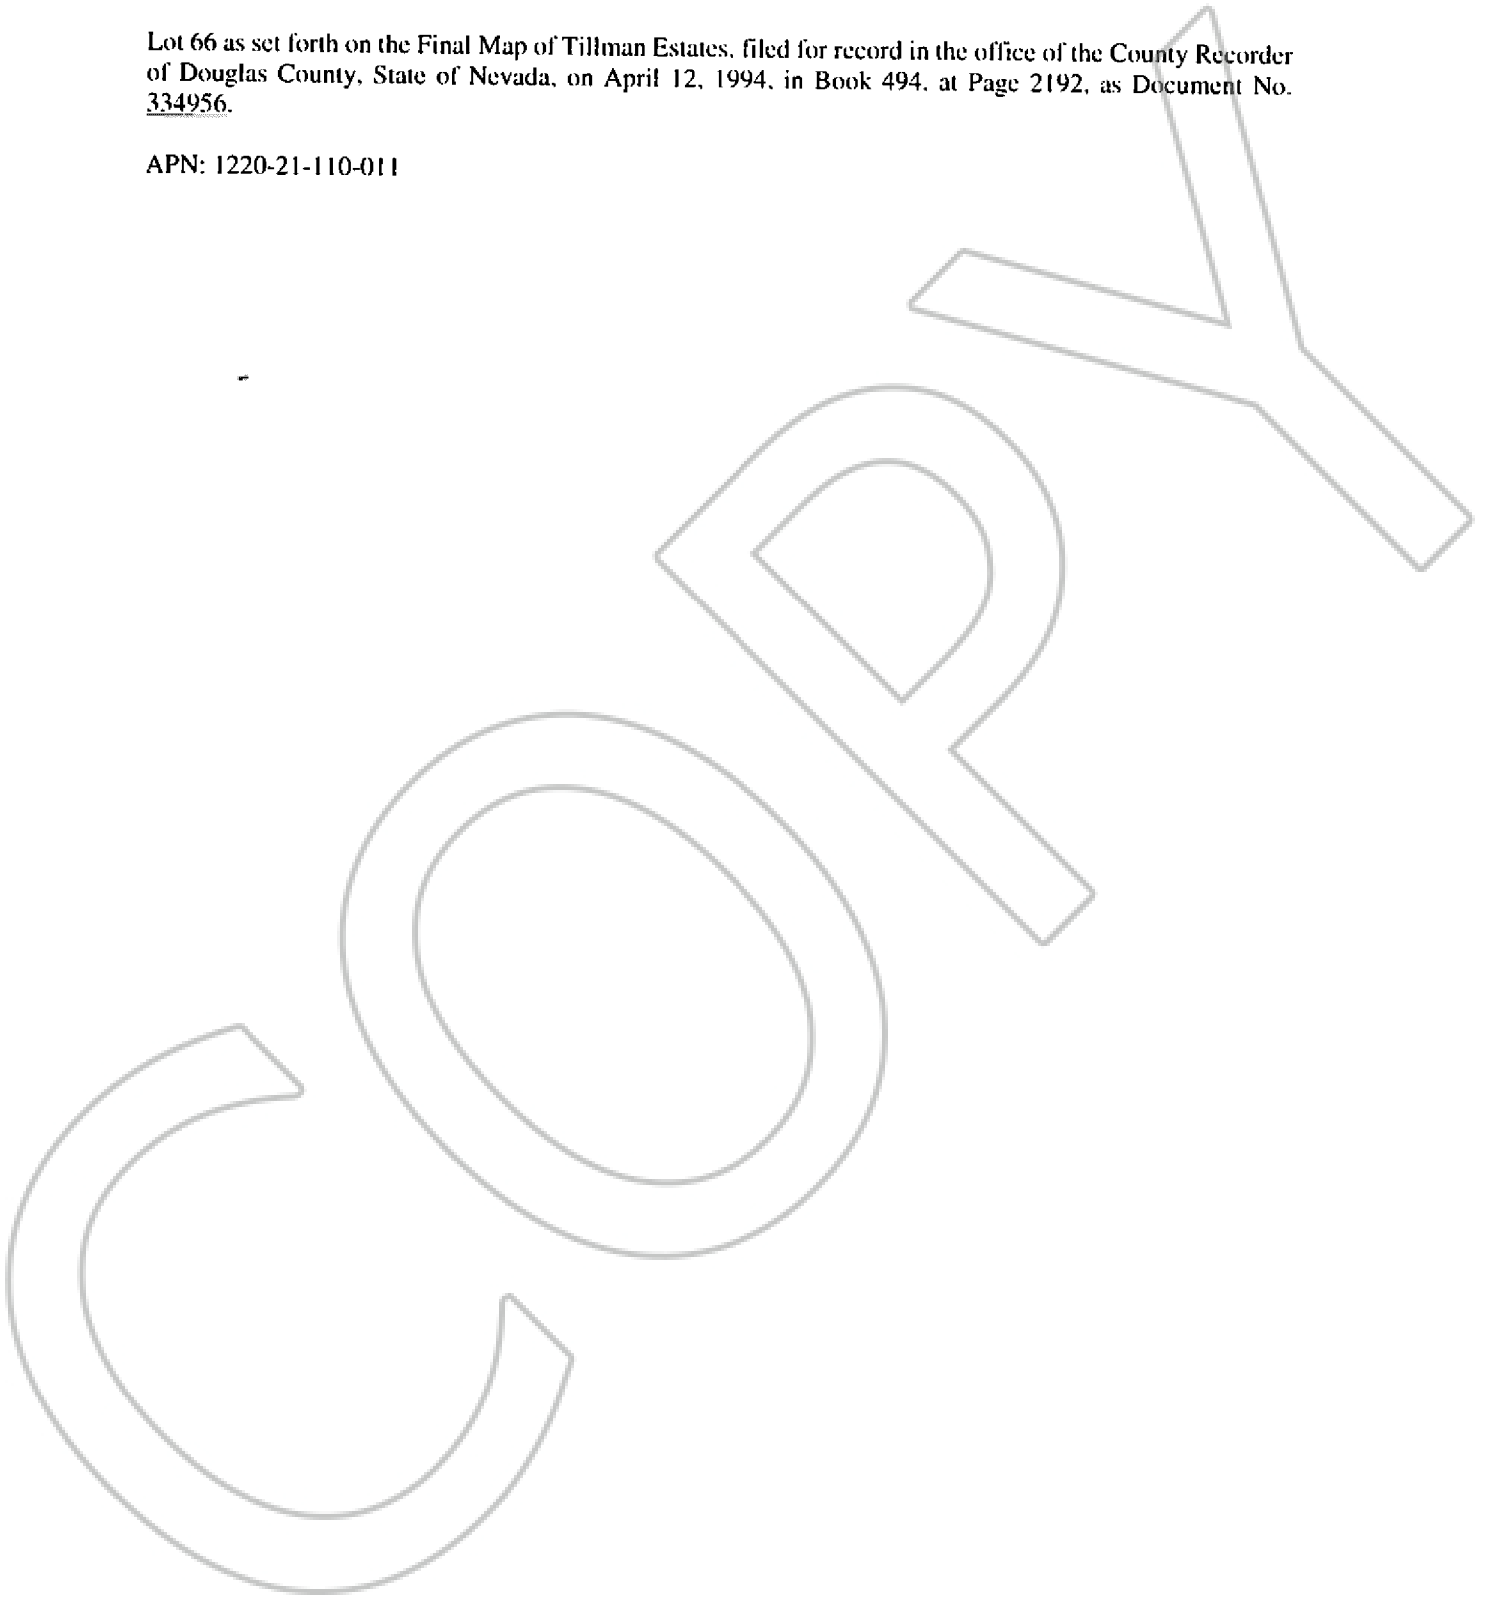 Lot 66 as set forth on the Final Map of Tillman Estates, filed for record in the office of the County Recorder
of Douglas County, State of Nevada, on April 12, 1994, in Book 494, at Page 2192, as Document No.
334956.
APN: 1220-21-110-011
COPY